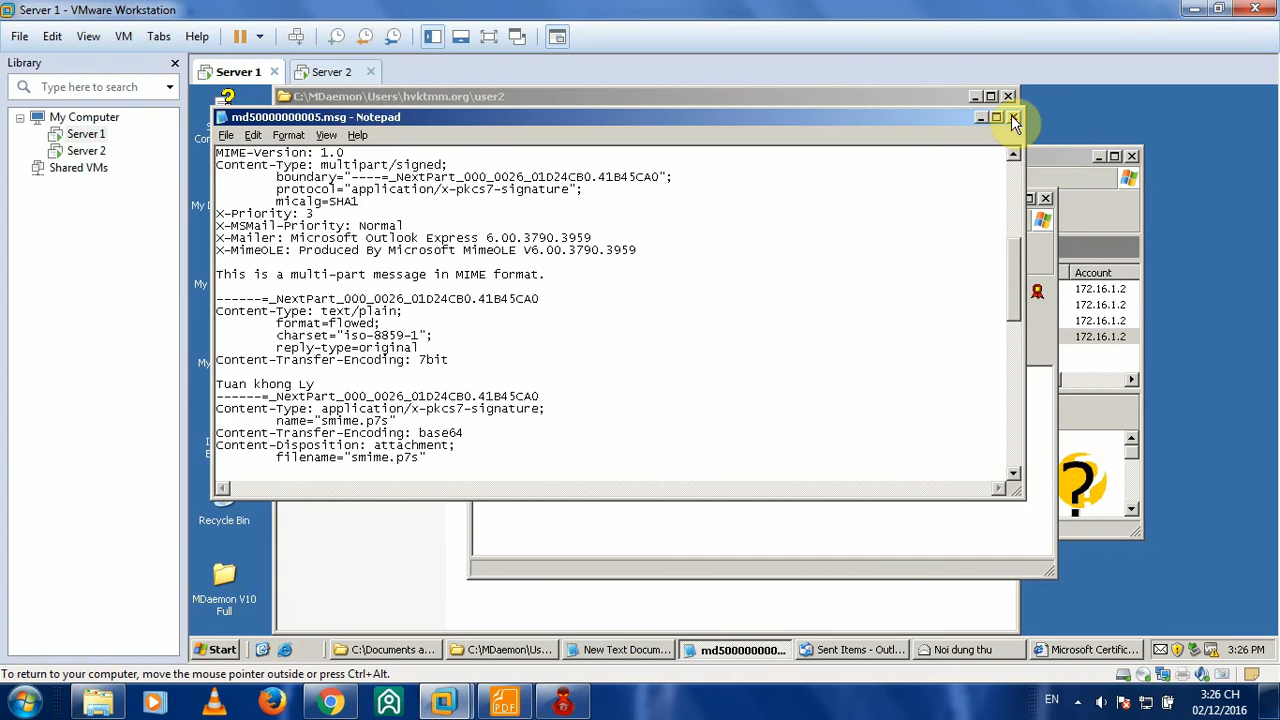 Server 1 - VMware Workstation
File Edit View VM Tabs Help
Library
Type here to search
My Computer
Server 1
Server 2
Shared VMs
Server 1
Server 2
C:\MDaemon\Users\hvktmm.org\user2
md50000000005.msg - Notepad
File Edit Format View Help
MIME-Version: 1.0
Content-Type: multipart/signed;
boundary="----=_NextPart_000_0026_01D24CB0.41B45CA0";
protocol="application/x-pkcs7-signature";
micalg=SHA1
X-Priority: 3
X-MSMail-Priority: Normal
X-Mailer: Microsoft Outlook Express 6.00.3790.3959
X-MimeOLE: Produced By Microsoft MimeOLE V6.00.3790.3959
This is a multi-part message in MIME format.
------=_NextPart_000_0026_01D24CB0.41B45CA0
Content-Type: text/plain;
format=flowed;
charset="iso-8859-1";
reply-type=original
Content-Transfer-Encoding: 7bit
Tuan khong Ly
------=_NextPart_000_0026_01D24CB0.41B45CA0
Content-Type: application/x-pkcs7-signature;
name="smime.p7s"
Content-Transfer-Encoding: base64
Content-Disposition: attachment;
filename="smime.p7s"
Account
172.16.1.2
172.16.1.2
172.16.1.2
172.16.1.2
Recycle Bin
MDaemon V10
Full
Start
C:\Documents a...
C:\MDaemon\Us...
New Text Docum...
md500000000...
Sent Items - Outl...
Noi dung thu
Microsoft Certific...
3:26 PM
To return to your computer, move the mouse pointer outside or press Ctrl+Alt.
EN
3:26 CH
02/12/2016